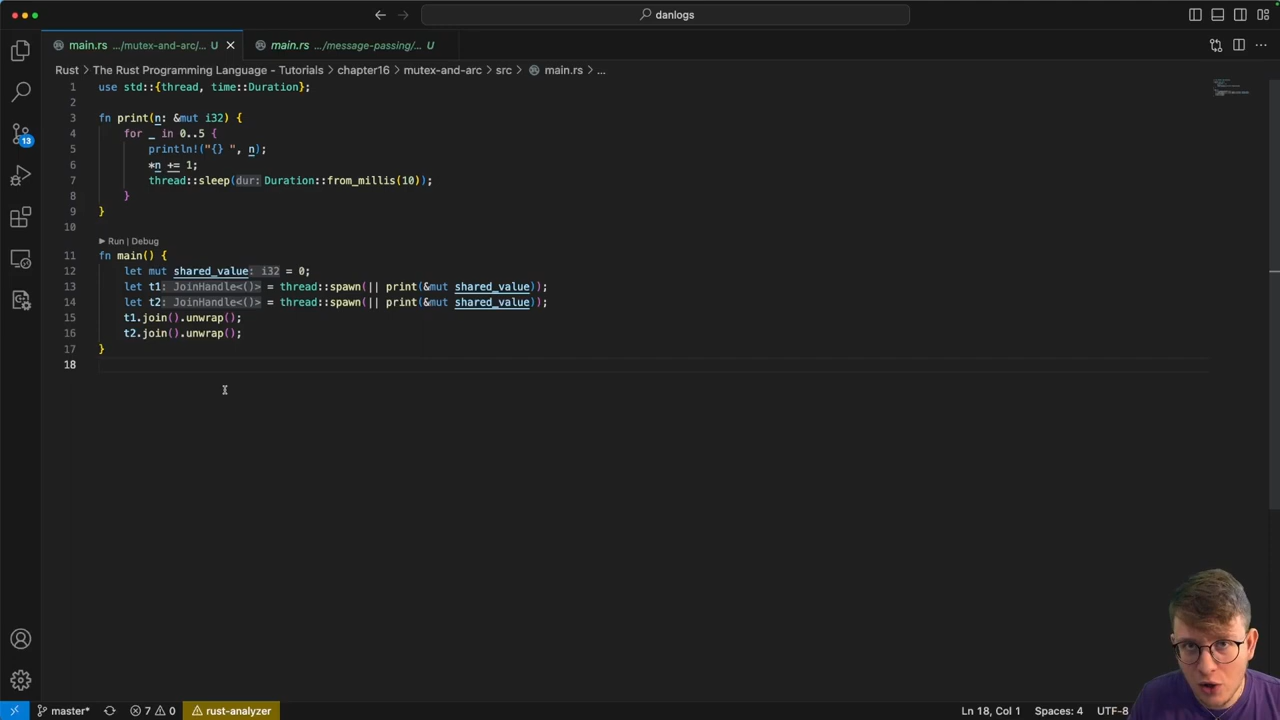 danlogs
main.rs .../mutex-and-arc/... U
main.rs .../message-passing/... U
Rust > The Rust Programming Language - Tutorials > chapter16 > mutex-and-arc > src > main.rs > ...
1 use std::{thread, time::Duration};
2
3 fn print(n: &mut i32) {
4 for _ in 0..5 {
5 println!("{} ", n);
6 *n += 1;
7 thread::sleep(dur: Duration::from_millis(10));
8 }
9 }
10
Run | Debug
11 fn main() {
12 let mut shared_value: i32 = 0;
13 let t1: JoinHandle<()> = thread::spawn(|| print(&mut shared_value));
14 let t2: JoinHandle<()> = thread::spawn(|| print(&mut shared_value));
15 t1.join().unwrap();
16 t2.join().unwrap();
17 }
18
13
master* 7 0 rust-analyzer Ln 18, Col 1 Spaces: 4 UTF-8